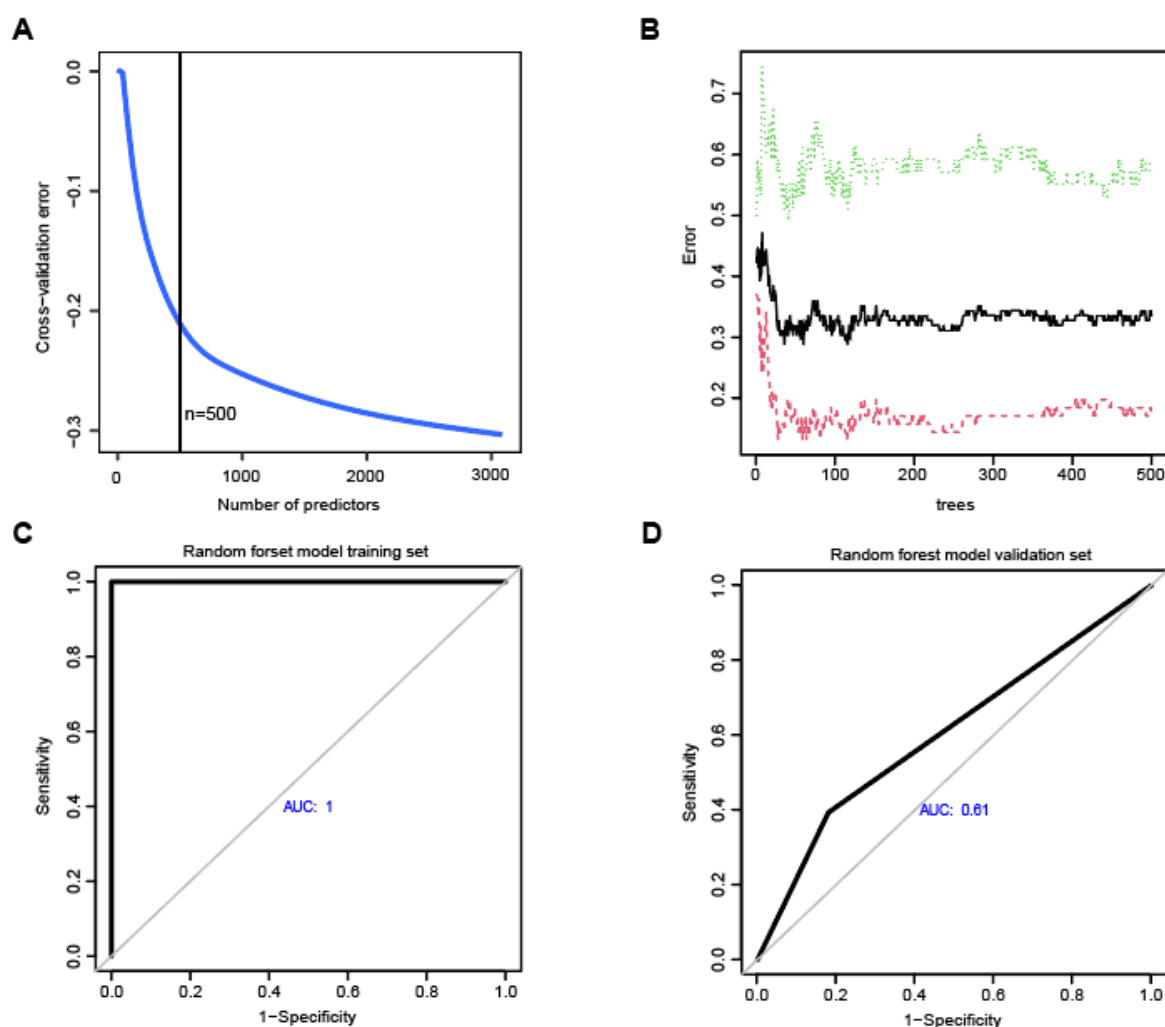 A
0.0
-0.1
-0.2
-0.3
Cross-validation error
n=500
0
1000
2000
3000
Number of predictors
B
0.7
0.6
0.5
0.4
0.3
0.2
Error
0
100
200
300
400
500
trees
C
Random forset model training set
1.0
0.8
0.6
0.4
0.2
0.0
Sensitivity
AUC: 1
0.0
0.2
0.4
0.6
0.8
1.0
1-Specificity
D
Random forest model validation set
1.0
0.8
0.6
0.4
0.2
0.0
Sensitivity
AUC: 0.61
0.0
0.2
0.4
0.6
0.8
1.0
1-Specificity